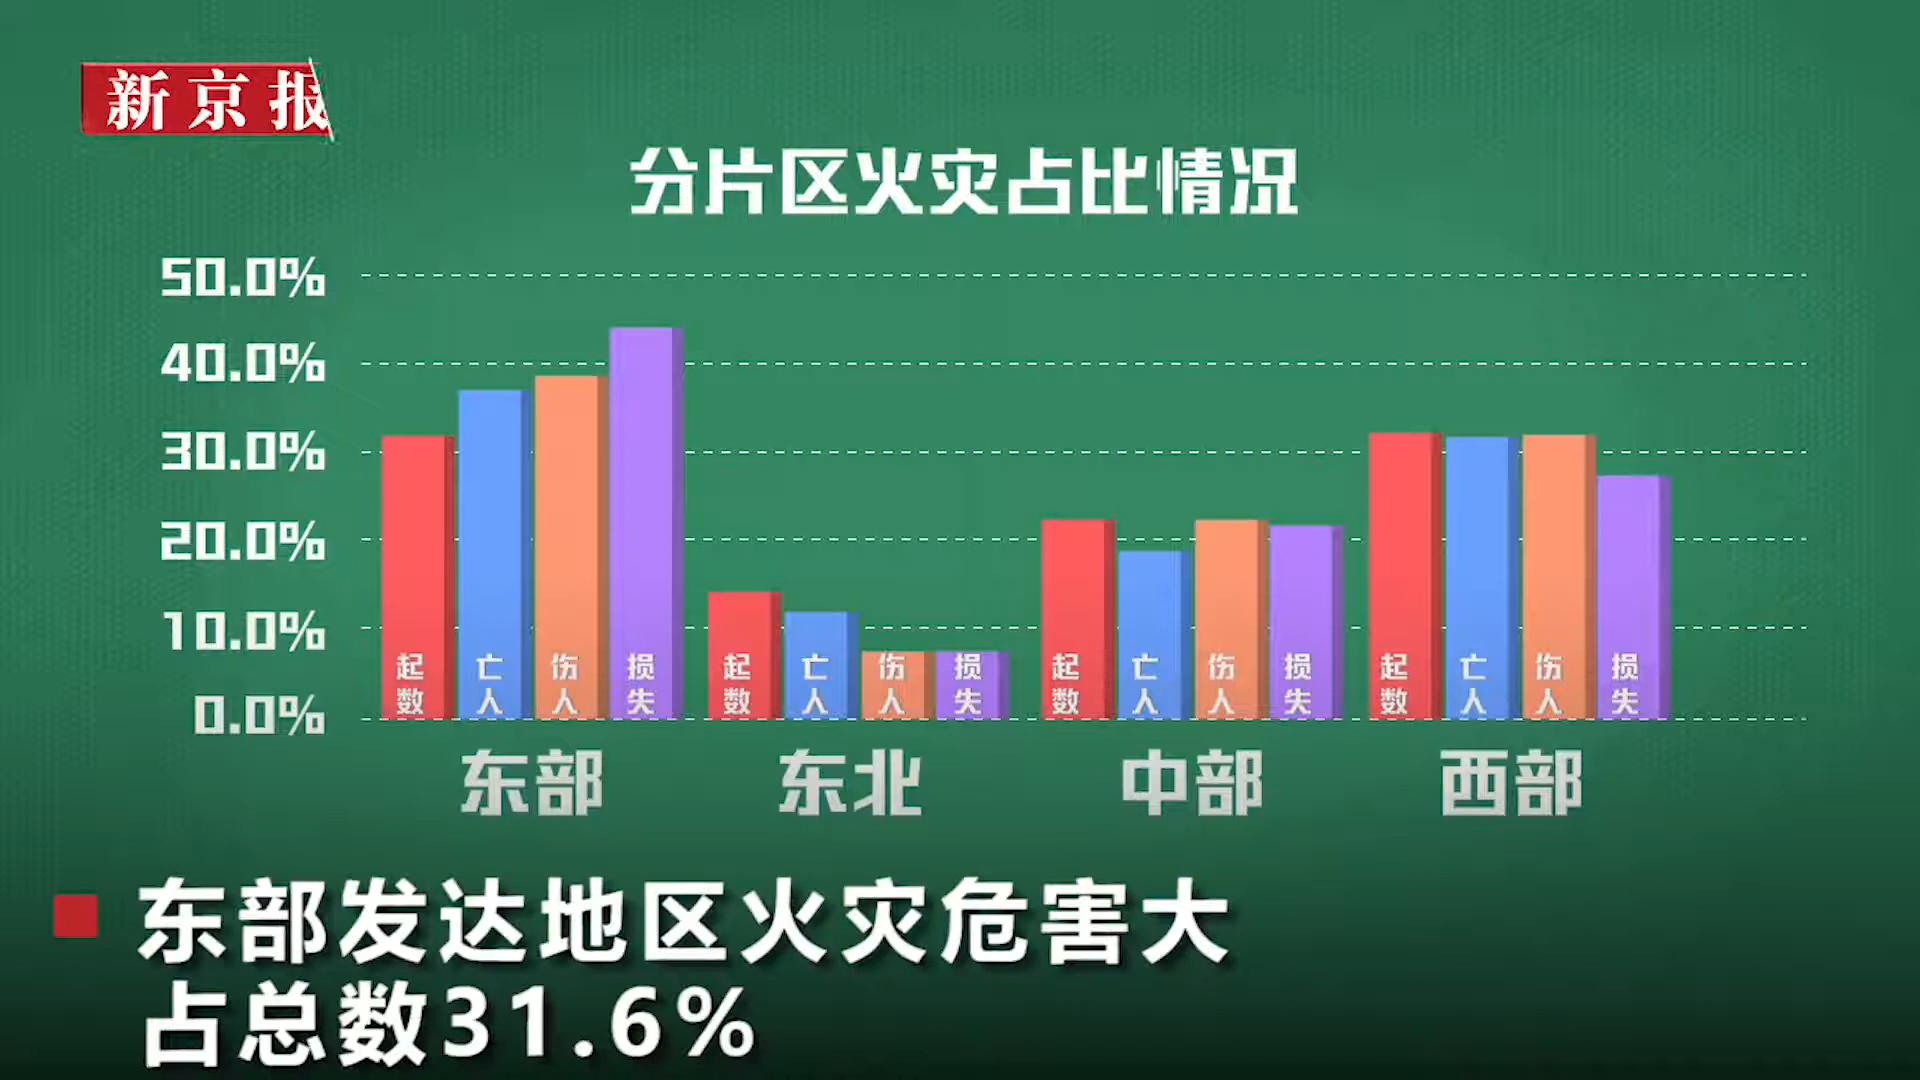 新京报
分片区火灾占比情况
50.0%
40.0%
30.0%
20.0%
10.0%
0.0%
起数 亡人 伤人 损失 起数 亡人 伤人 损失 起数 亡人 伤人 损失 起数 亡人 伤人 损失
东部 东北 中部 西部
东部发达地区火灾危害大
占总数31.6%